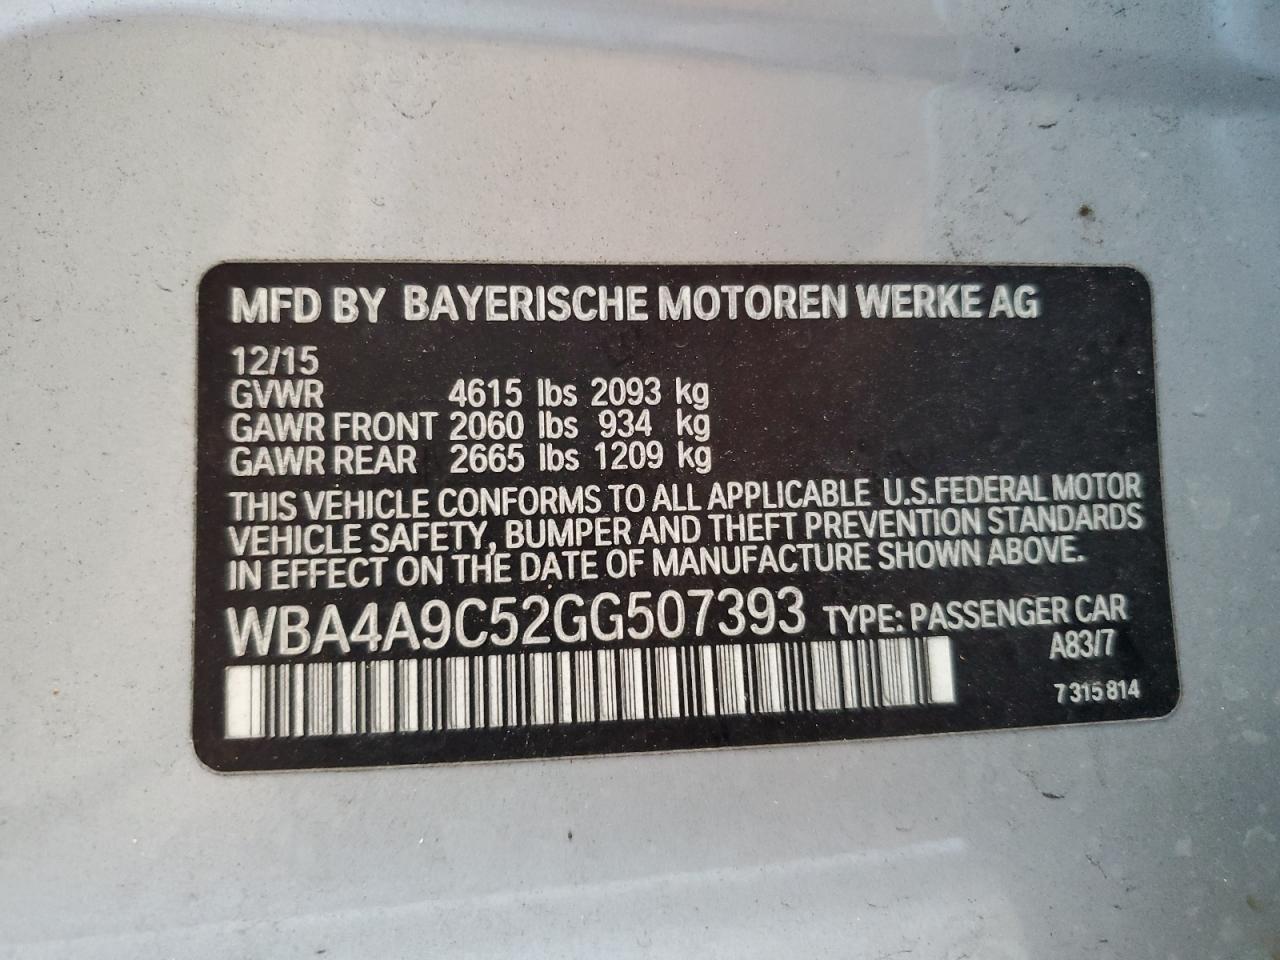 MFD BY BAYERISCHE MOTOREN WERKE AG
12/15
GVWR 4615 lbs 2093 kg
GAWR FRONT 2060 lbs 934 kg
GAWR REAR 2665 lbs 1209 kg
THIS VEHICLE CONFORMS TO ALL APPLICABLE U.S.FEDERAL MOTOR
VEHICLE SAFETY, BUMPER AND THEFT PREVENTION STANDARDS
IN EFFECT ON THE DATE OF MANUFACTURE SHOWN ABOVE.
WBA4A9C52GG507393 TYPE: PASSENGER CAR
A83/7
7 315 814